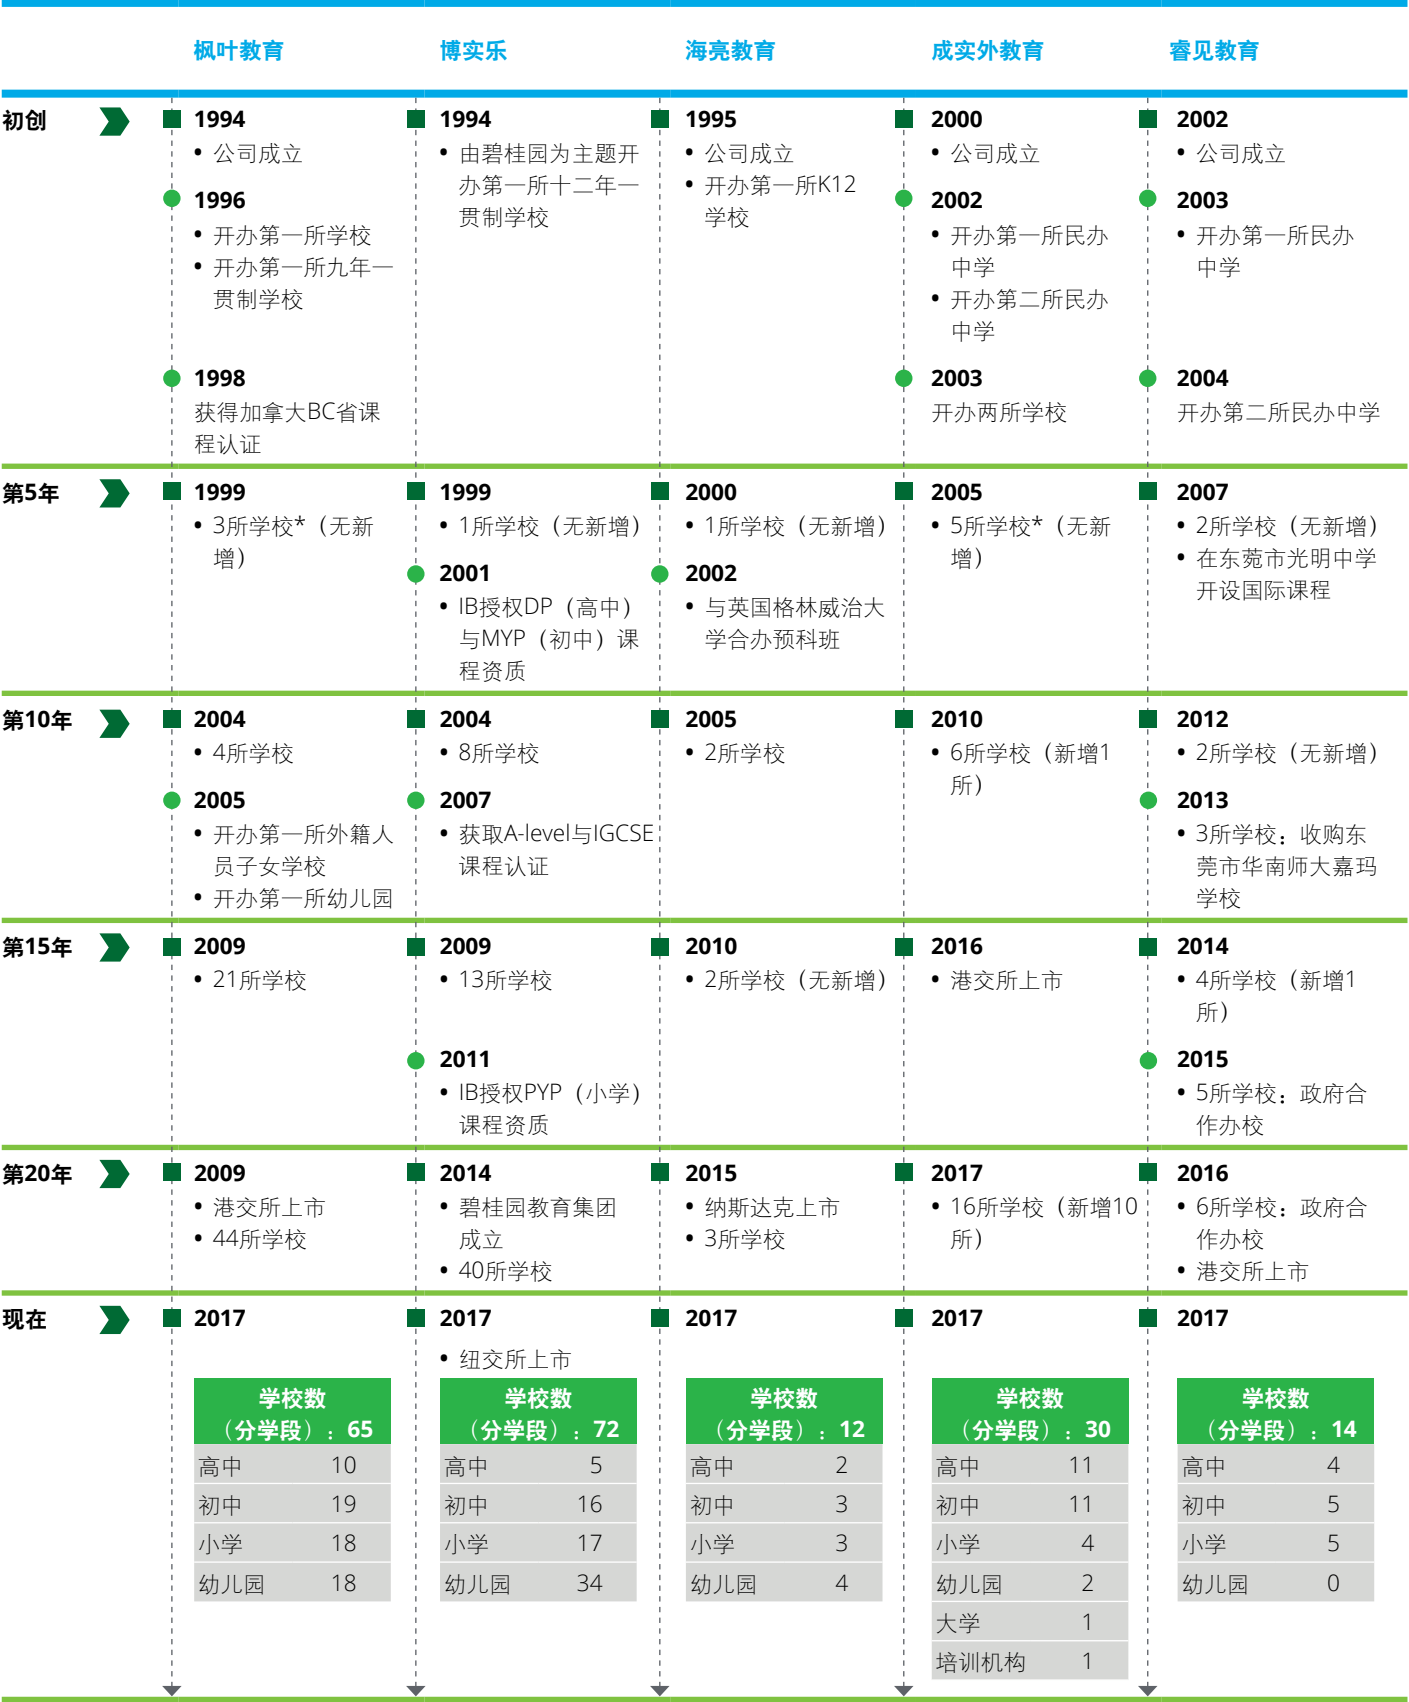 枫叶教育
博实乐
海亮教育
成实外教育
睿见教育
初创
1994
• 公司成立
1996
• 开办第一所学校
• 开办第一所九年一
贯制学校
1998
获得加拿大BC省课
程认证
1994
• 由碧桂园为主题开
办第一所十二年一
贯制学校
1995
• 公司成立
• 开办第一所K12
学校
2000
• 公司成立
2002
• 开办第一所民办
中学
• 开办第二所民办
中学
2003
开办两所学校
2002
• 公司成立
2003
• 开办第一所民办
中学
2004
开办第二所民办中学
第5年
1999
• 3所学校*（无新
增）
1999
• 1所学校（无新增）
2001
• IB授权DP（高中）
与MYP（初中）课
程资质
2000
• 1所学校（无新增）
2002
• 与英国格林威治大
学合办预科班
2005
• 5所学校*（无新
增）
2007
• 2所学校（无新增）
• 在东菀市光明中学
开设国际课程
第10年
2004
• 4所学校
2005
• 开办第一所外籍人
员子女学校
• 开办第一所幼儿园
2004
• 8所学校
2007
• 获取A-level与IGCSE
课程认证
2005
• 2所学校
2010
• 6所学校（新增1
所）
2012
• 2所学校（无新增）
2013
• 3所学校：收购东
莞市华南师大嘉玛
学校
第15年
2009
• 21所学校
2009
• 13所学校
2011
• IB授权PYP（小学）
课程资质
2010
• 2所学校（无新增）
2016
• 港交所上市
2014
• 4所学校（新增1
所）
2015
• 5所学校：政府合
作办校
第20年
2009
• 港交所上市
• 44所学校
2014
• 碧桂园教育集团
成立
• 40所学校
2015
• 纳斯达克上市
• 3所学校
2017
• 16所学校（新增10
所）
2016
• 6所学校：政府合
作办校
• 港交所上市
现在
2017
学校数
（分学段）：65
高中 10
初中 19
小学 18
幼儿园 18
2017
• 纽交所上市
学校数
（分学段）：72
高中 5
初中 16
小学 17
幼儿园 34
2017
学校数
（分学段）：12
高中 2
初中 3
小学 3
幼儿园 4
2017
学校数
（分学段）：30
高中 11
初中 11
小学 4
幼儿园 2
大学 1
培训机构 1
2017
学校数
（分学段）：14
高中 4
初中 5
小学 5
幼儿园 0